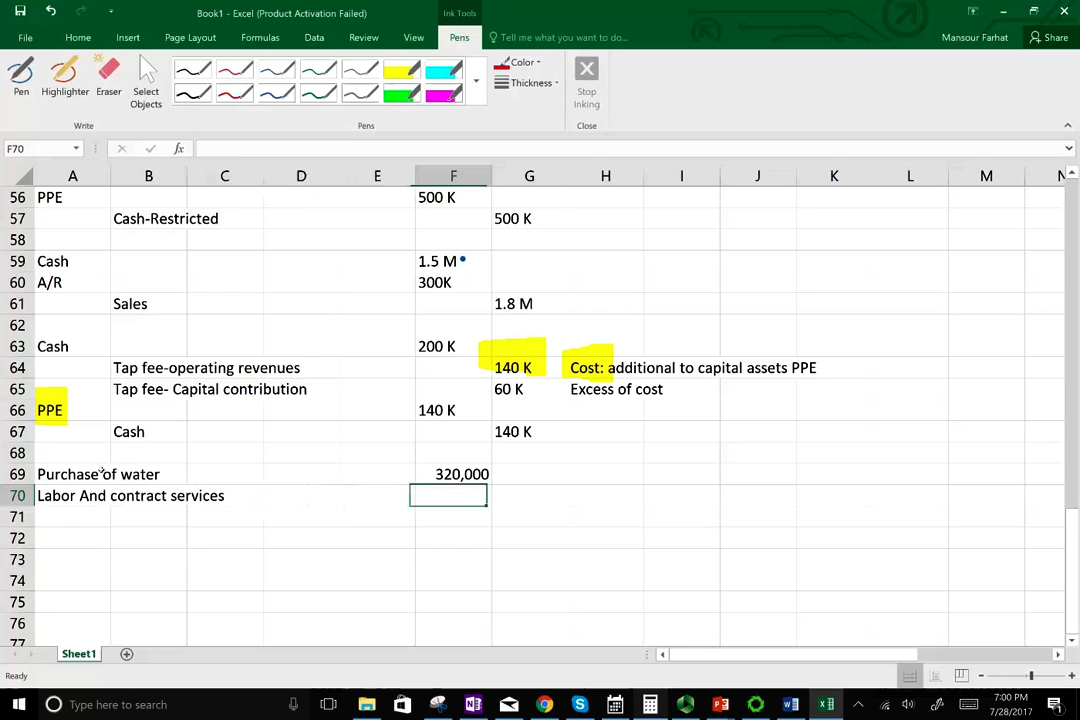 Book1 - Excel (Product Activation Failed)
Ink Tools
File Home Insert Page Layout Formulas Data Review View Pens Tell me what you want to do... Mansour Farhat Share
Pen Highlighter Eraser Select Objects
Color
Thickness
Stop Inking
Write Pens Close
F70 fx
A B C D E F G H I J K L M N
56 PPE 500 K
57 Cash-Restricted 500 K
58
59 Cash 1.5 M
60 A/R 300K
61 Sales 1.8 M
62
63 Cash 200 K
64 Tap fee-operating revenues 140 K Cost: additional to capital assets PPE
65 Tap fee- Capital contribution 60 K Excess of cost
66 PPE 140 K
67 Cash 140 K
68
69 Purchase of water 320,000
70 Labor And contract services
71
72
73
74
75
76
77
Sheet1
Ready
Type here to search
7:00 PM
7/28/2017